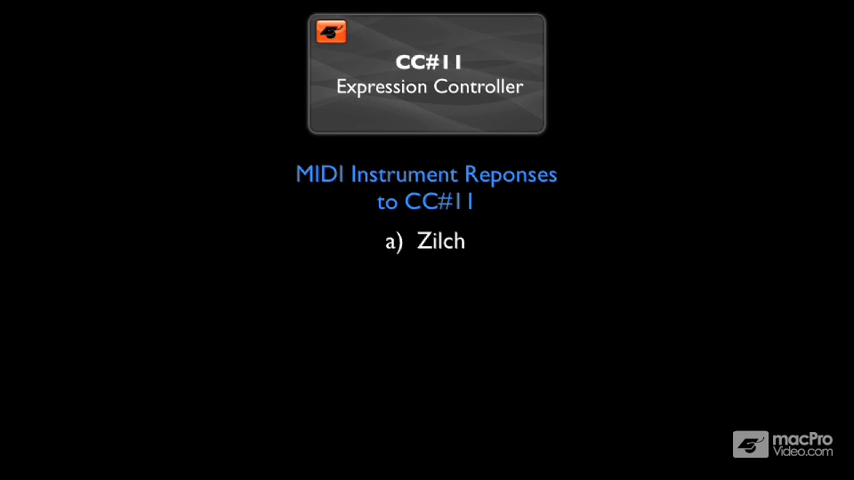 CC#11
Expression Controller
MIDI Instrument Reponses
to CC#11
a) Zilch
macPro
Video.com